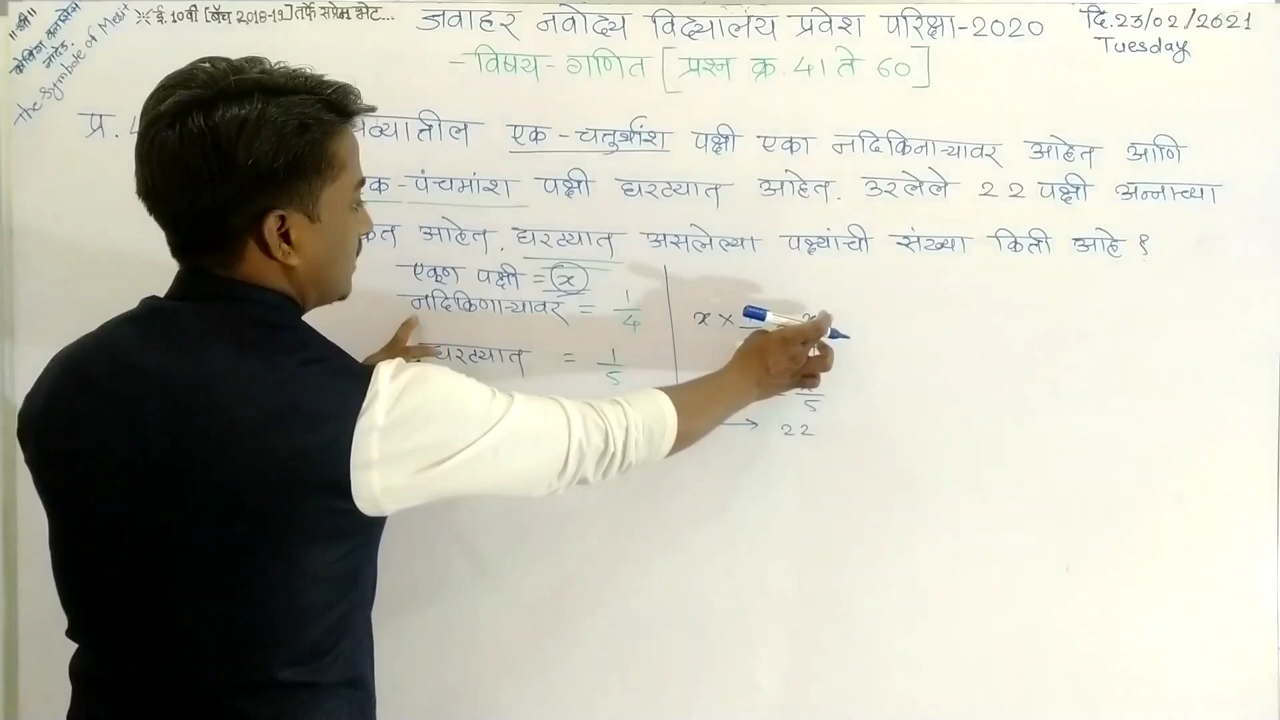 ॥ श्री ॥
कोचिंग क्लासेस
नांदेड.
The symbole of Merit
ई. 10वी [बॅच 2018-19] तर्फे सप्रेम भेट...
जवाहर नवोदय विद्यालय प्रवेश परिक्षा-2020
दि. 23/02/2021
Tuesday
- विषय - गणित [प्रश्न क्र. 41 ते 60]
प्र. 4 थव्यातील एक - चतुर्थांश पक्षी एका नदिकिनाऱ्यावर आहेत आणि
एक - पंचमांश पक्षी घरट्यात आहेत. उरलेले 22 पक्षी अन्नाच्या
आहेत. घरट्यात असलेल्या पक्ष्यांची संख्या किती आहे ?
एकूण पक्षी = x
नदिकिणाऱ्यावर = 1/4
घरट्यात = 1/5
x ×
x/5
→ 22